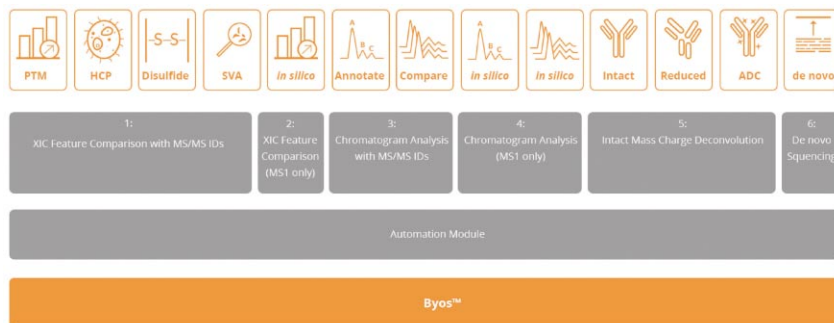 A
B
C
A
B
C
S-S
PTM
HCP
Disulfide
SVA
in silico
Annotate
Compare
in silico
in silico
Intact
Reduced
ADC
de novo
1:
XIC Feature Comparison with MS/MS IDs
2:
XIC Feature
Comparison
(MS1 only)
3:
Chromatogram Analysis
with MS/MS IDs
4:
Chromatogram Analysis
(MS1 only)
5:
Intact Mass Charge Deconvolution
6:
De novo
Squencing
Automation Module
Byos™